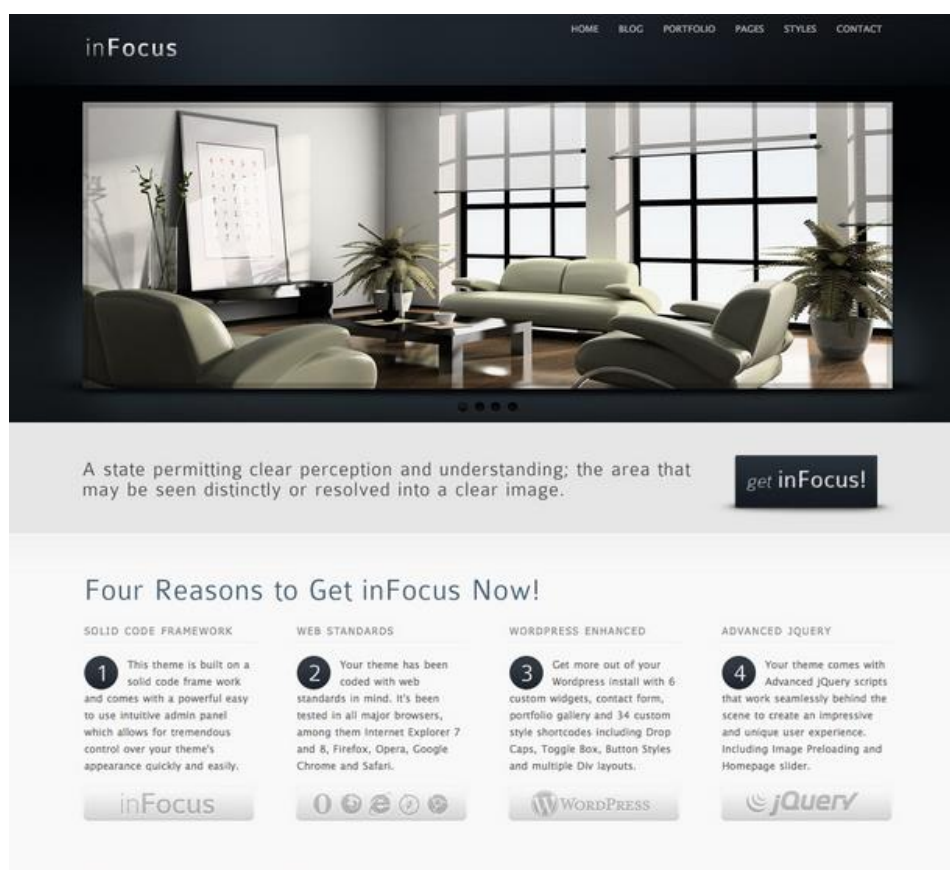 inFocus
HOME BLOG PORTFOLIO PAGES STYLES CONTACT
A state permitting clear perception and understanding; the area that
may be seen distinctly or resolved into a clear image.
get inFocus!
Four Reasons to Get inFocus Now!
SOLID CODE FRAMEWORK
1 This theme is built on a
solid code frame work
and comes with a powerful easy
to use intuitive admin panel
which allows for tremendous
control over your theme's
appearance quickly and easily.
inFocus
WEB STANDARDS
2 Your theme has been
coded with web
standards in mind. It's been
tested in all major browsers,
among them Internet Explorer 7
and 8, Firefox, Opera, Google
Chrome and Safari.
WORDPRESS ENHANCED
3 Get more out of your
Wordpress install with 6
custom widgets, contact form,
portfolio gallery and 34 custom
style shortcodes including Drop
Caps, Toggle Box, Button Styles
and multiple Div layouts.
WORDPRESS
ADVANCED JQUERY
4 Your theme comes with
Advanced jQuery scripts
that work seamlessly behind the
scene to create an impressive
and unique user experience.
Including Image Preloading and
Homepage slider.
jQuery